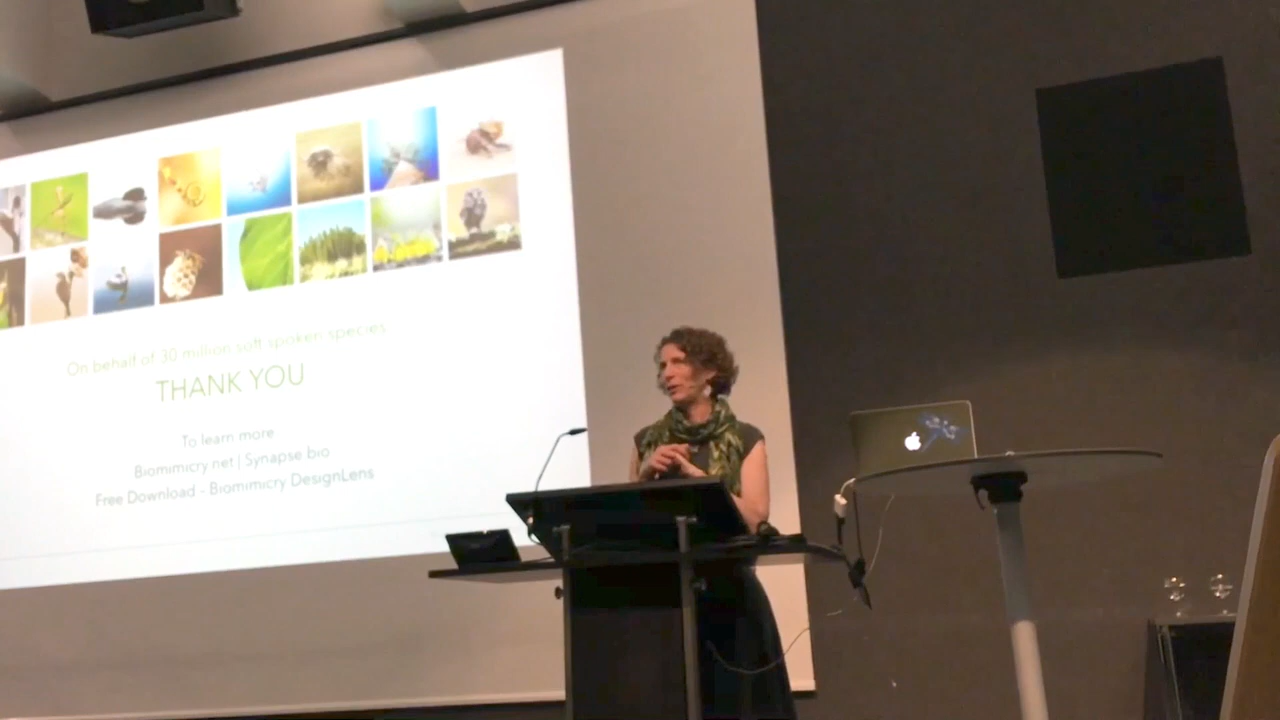 On behalf of 30 million soft spoken species
THANK YOU
To learn more
Biomimicry.net | Synapse.bio
Free Download - Biomimicry DesignLens